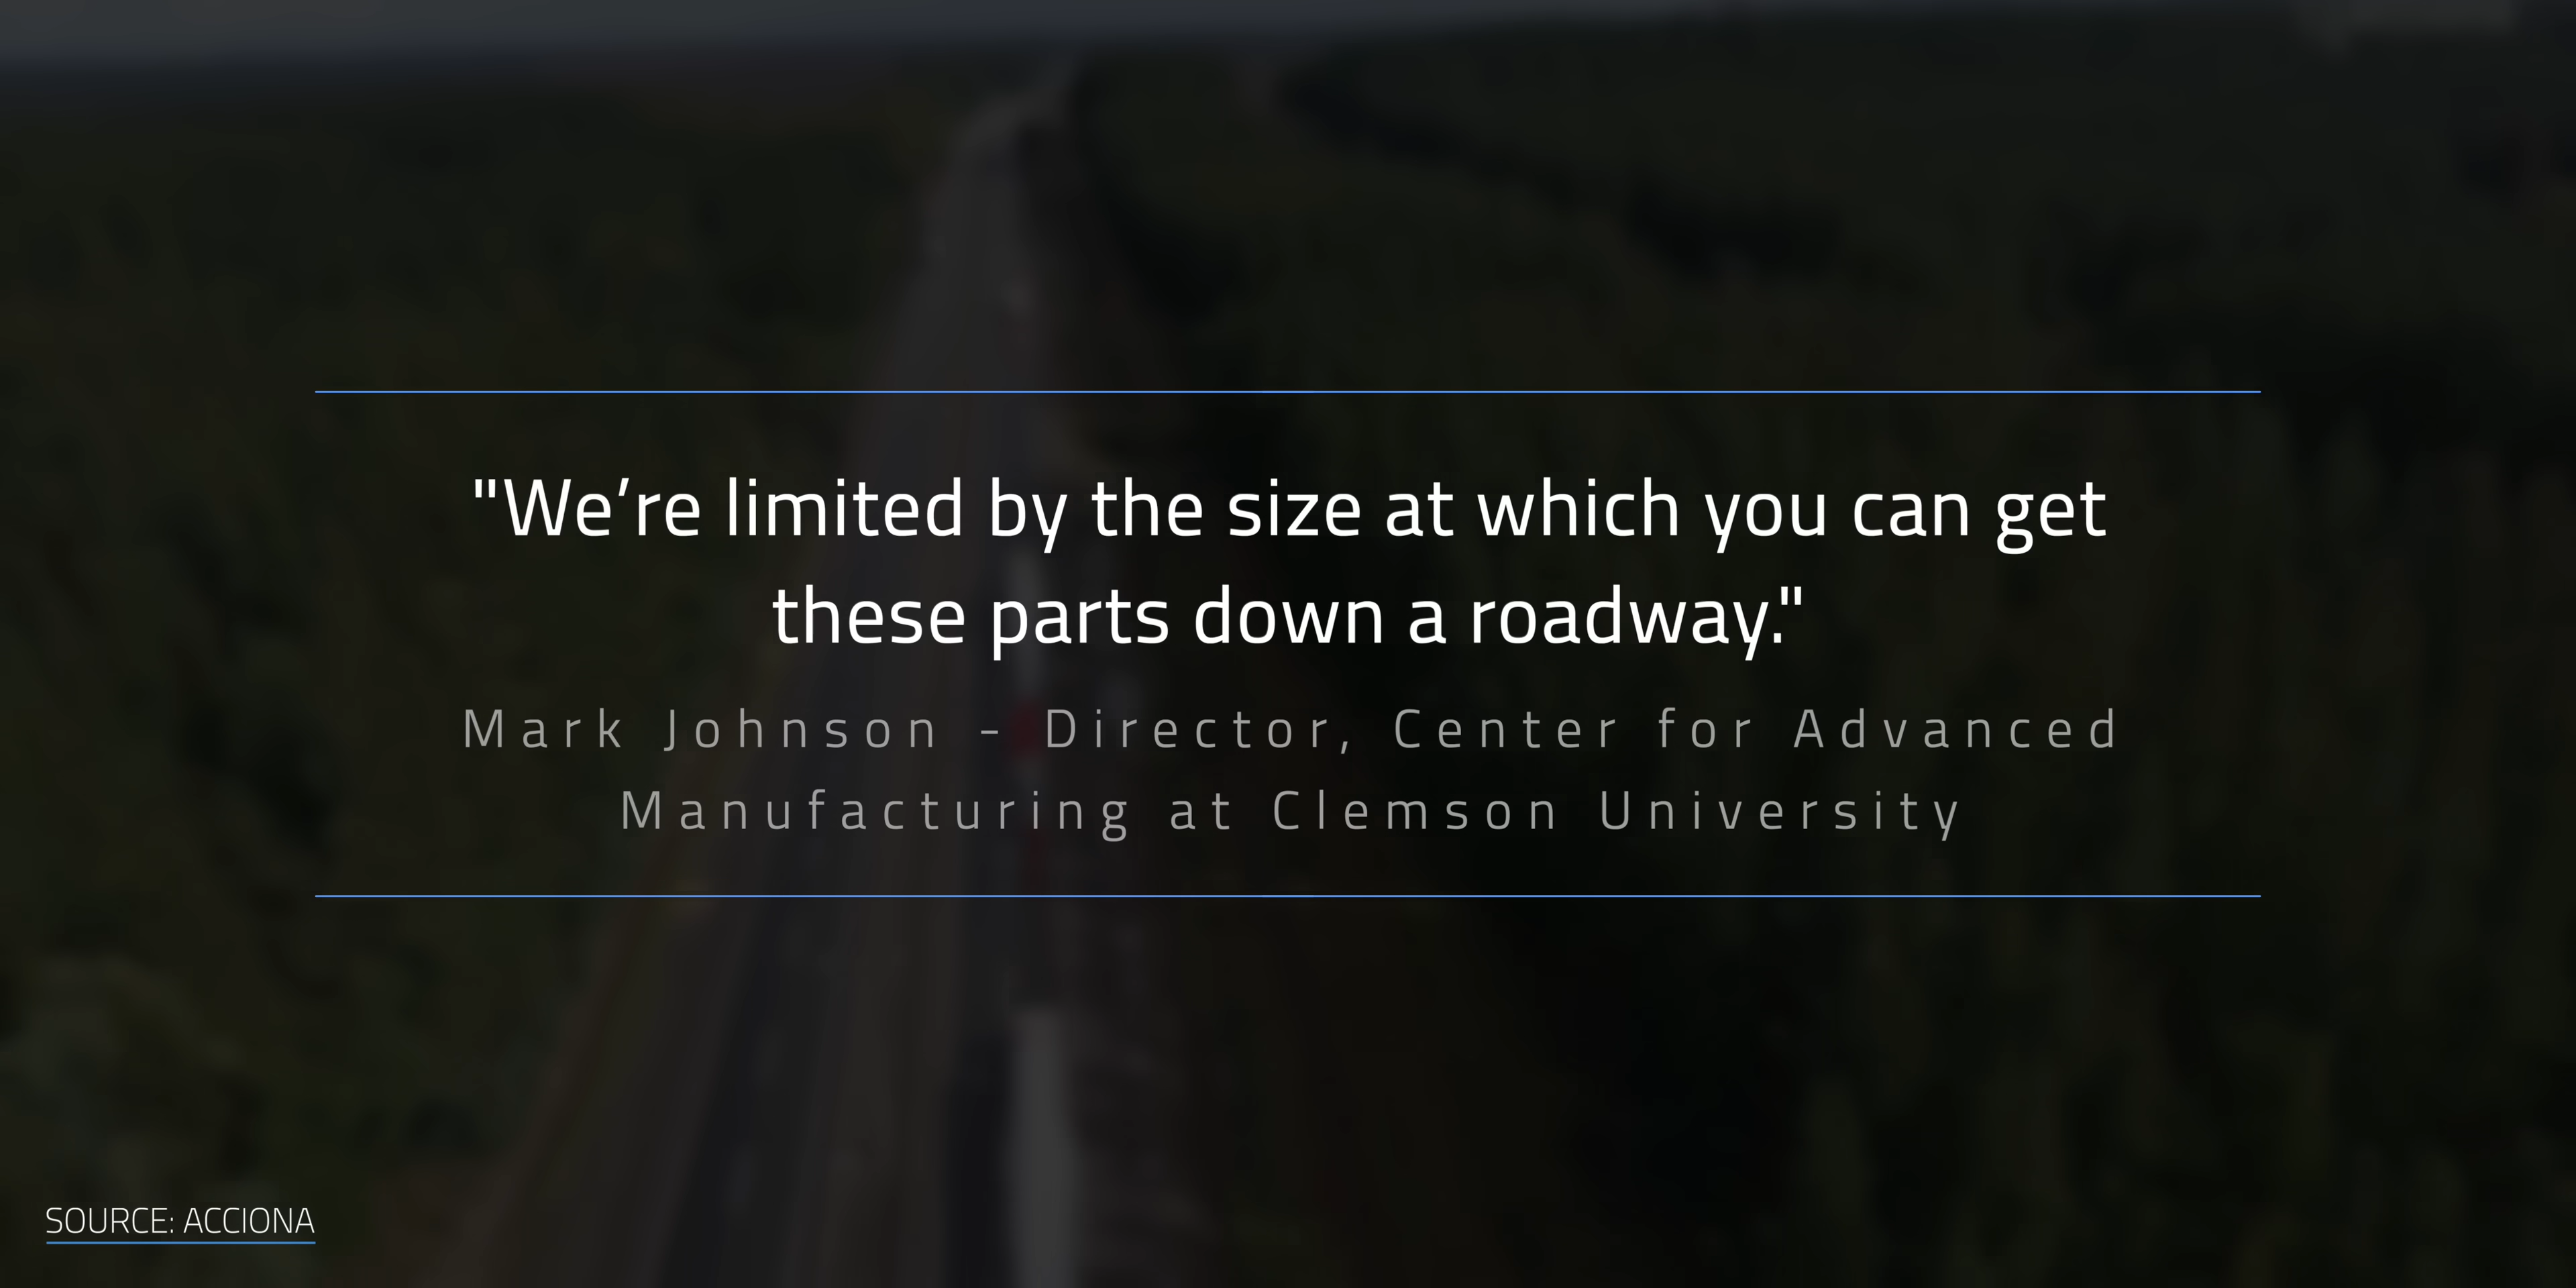 "We’re limited by the size at which you can get
these parts down a roadway."
Mark Johnson - Director, Center for Advanced
Manufacturing at Clemson University
SOURCE: ACCIONA